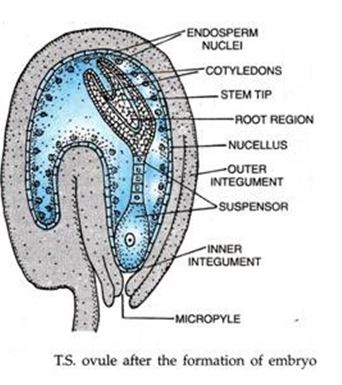 ENDOSPERM
NUCLEI
COTYLEDONS
STEM TIP
ROOT REGION
NUCELLUS
OUTER
INTEGUMENT
SUSPENSOR
INNER
INTEGUMENT
MICROPYLE
T.S. ovule after the formation of embryo